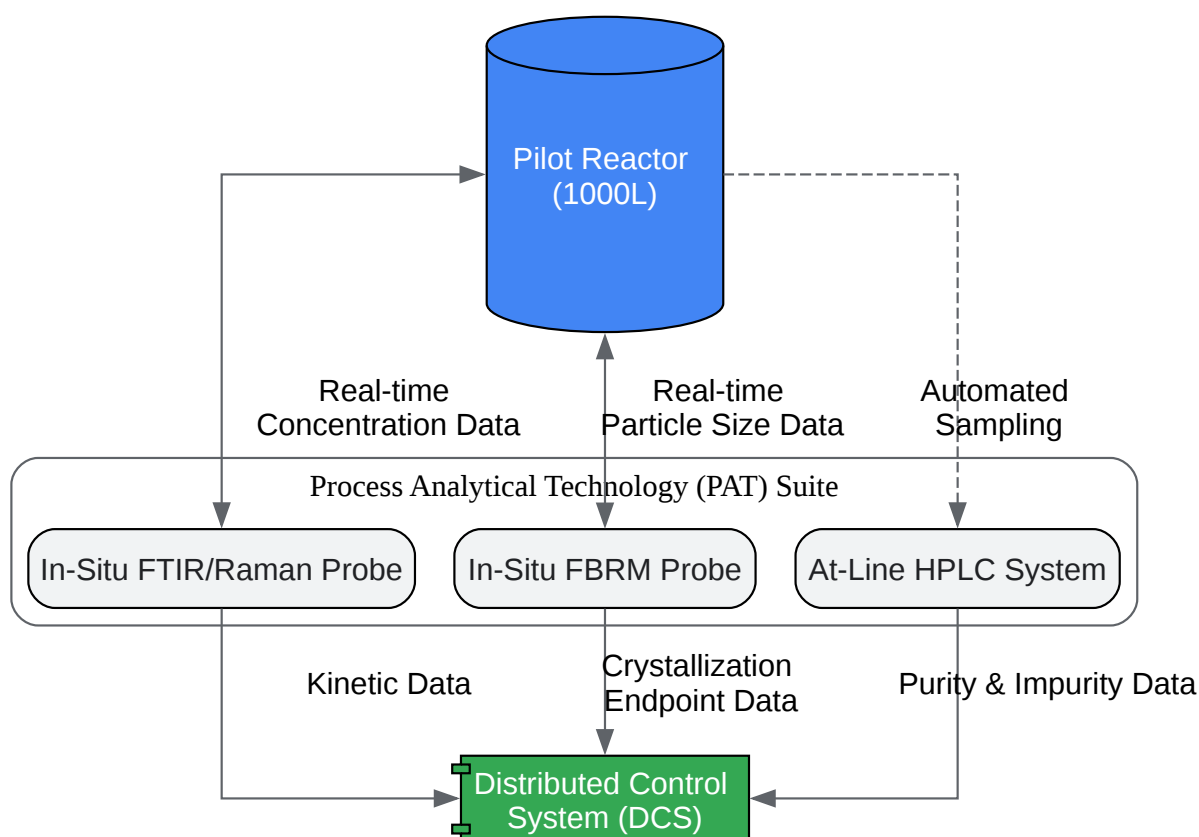 Pilot Reactor
(1000L)
Real-time
Concentration Data
Real-time
Particle Size Data
Automated
Sampling
Process Analytical Technology (PAT) Suite
In-Situ FTIR/Raman Probe
In-Situ FBRM Probe
At-Line HPLC System
Kinetic Data
Crystallization
Endpoint Data
Purity & Impurity Data
Distributed Control
System (DCS)